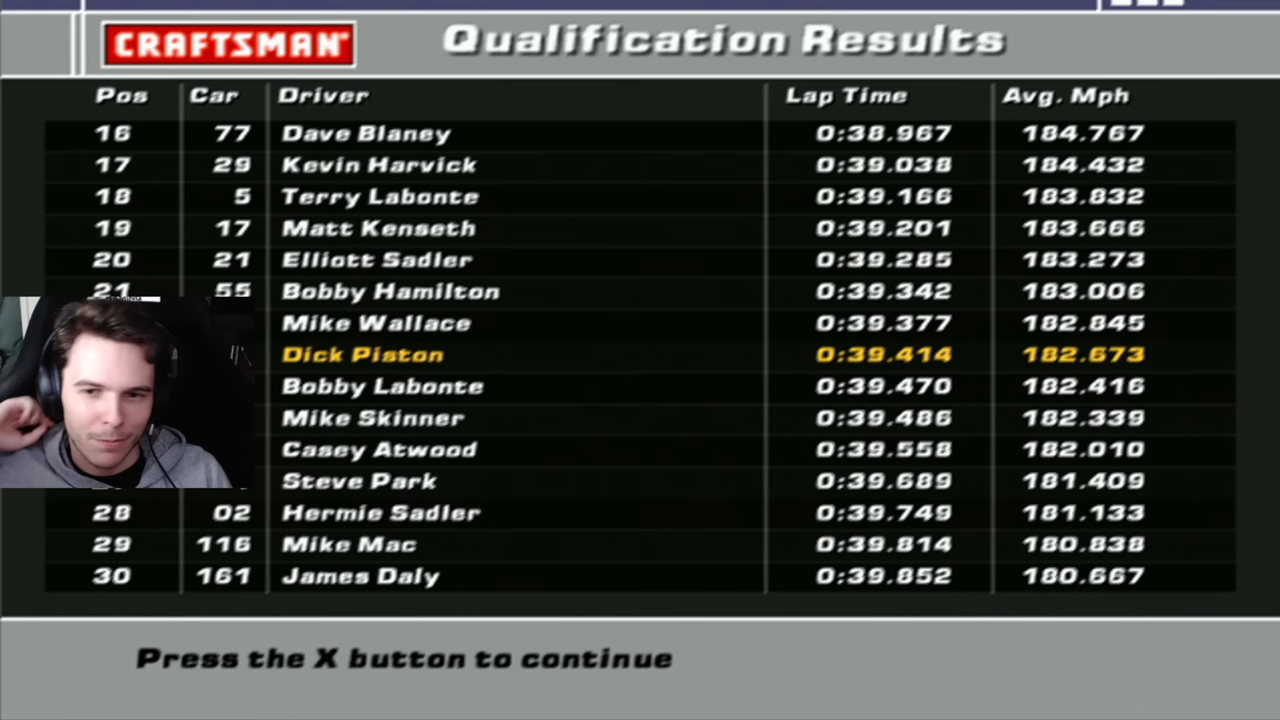 CRAFTSMAN Qualification Results
Pos Car Driver Lap Time Avg. Mph
16 77 Dave Blaney 0:38.967 184.767
17 29 Kevin Harvick 0:39.038 184.432
18 5 Terry Labonte 0:39.166 183.832
19 17 Matt Kenseth 0:39.201 183.666
20 21 Elliott Sadler 0:39.285 183.273
21 55 Bobby Hamilton 0:39.342 183.006
Mike Wallace 0:39.377 182.845
Dick Piston 0:39.414 182.673
Bobby Labonte 0:39.470 182.416
Mike Skinner 0:39.486 182.339
Casey Atwood 0:39.558 182.010
Steve Park 0:39.689 181.409
28 02 Hermie Sadler 0:39.749 181.133
29 116 Mike Mac 0:39.814 180.838
30 161 James Daly 0:39.852 180.667
Press the X button to continue